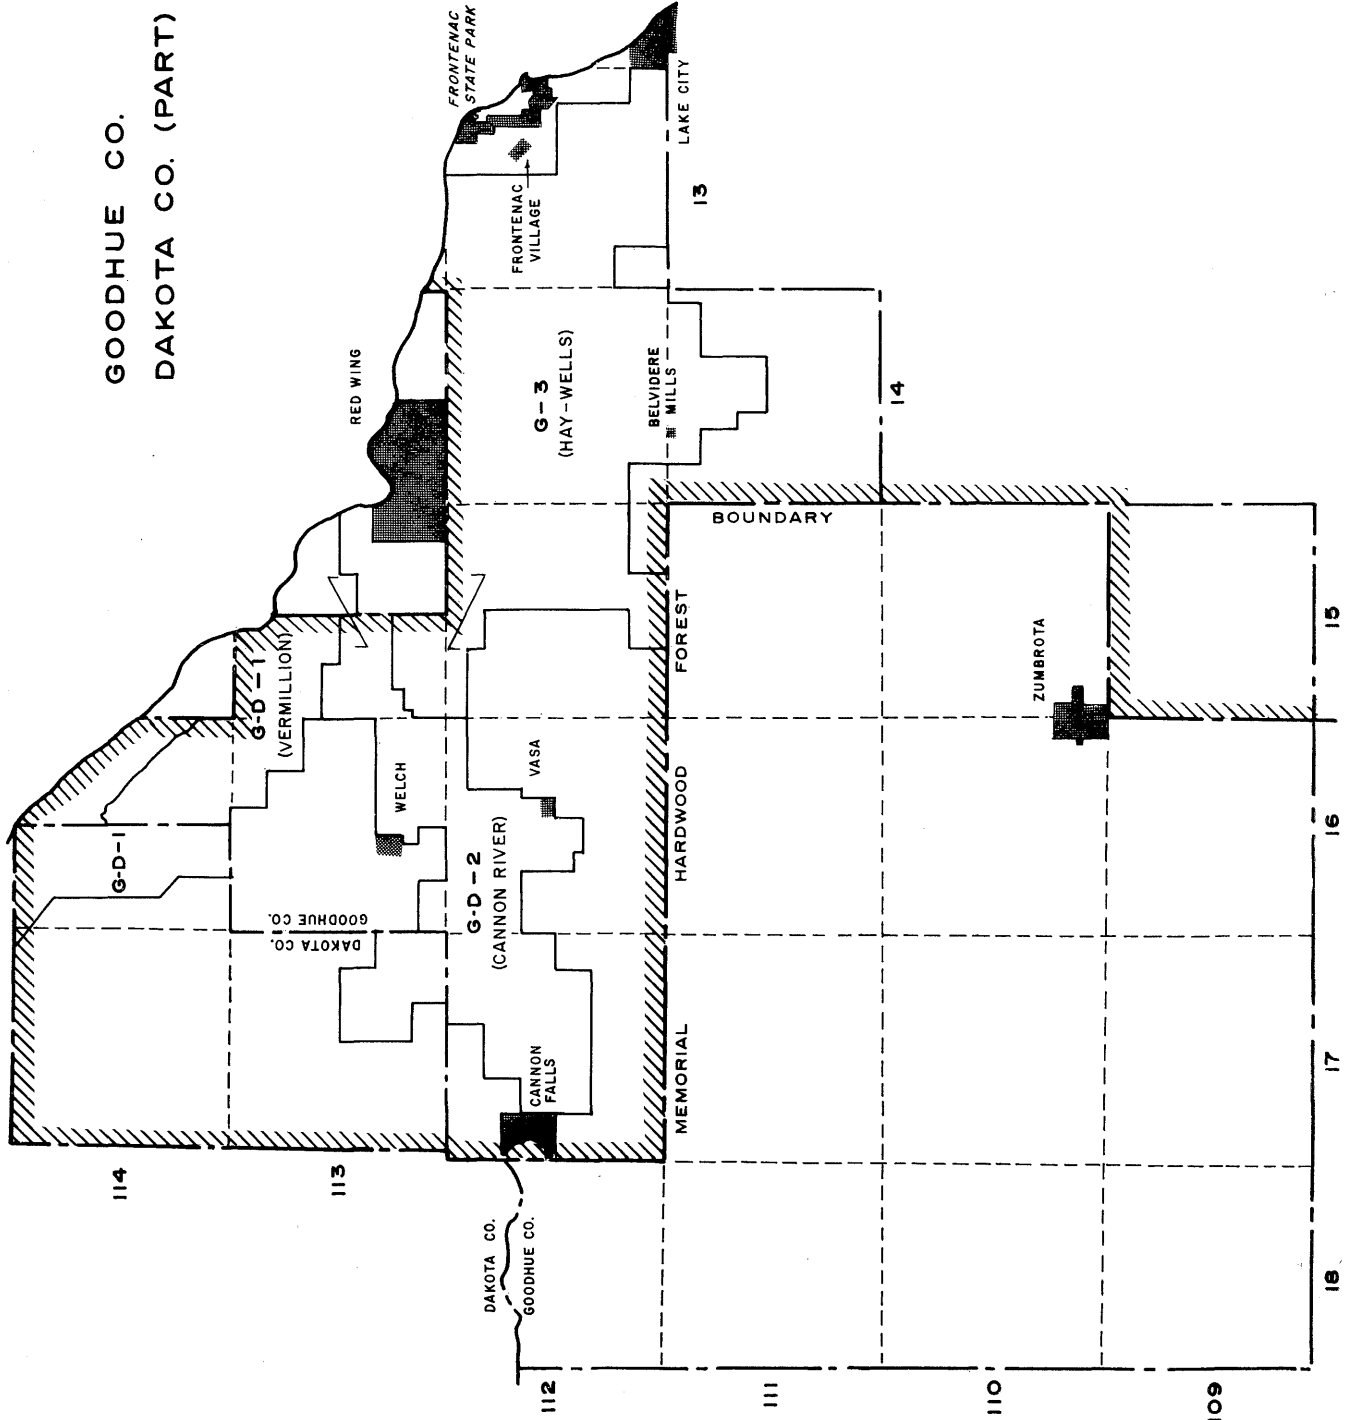 GOODHUE CO.
DAKOTA CO. (PART)
FRONTENAC
STATE PARK
LAKE CITY
FRONTENAC
VILLAGE
13
RED WING
G-3
(HAY-WELLS)
BELVIDERE
MILLS
14
BOUNDARY
G-D-1
(VERMILLION)
FOREST
ZUMBROTA
15
G-D-1
WELCH
VASA
HARDWOOD
16
G-D-2
(CANNON RIVER)
GOODHUE CO.
DAKOTA CO.
CANNON
FALLS
MEMORIAL
17
114
113
DAKOTA CO.
GOODHUE CO.
18
112
111
110
109